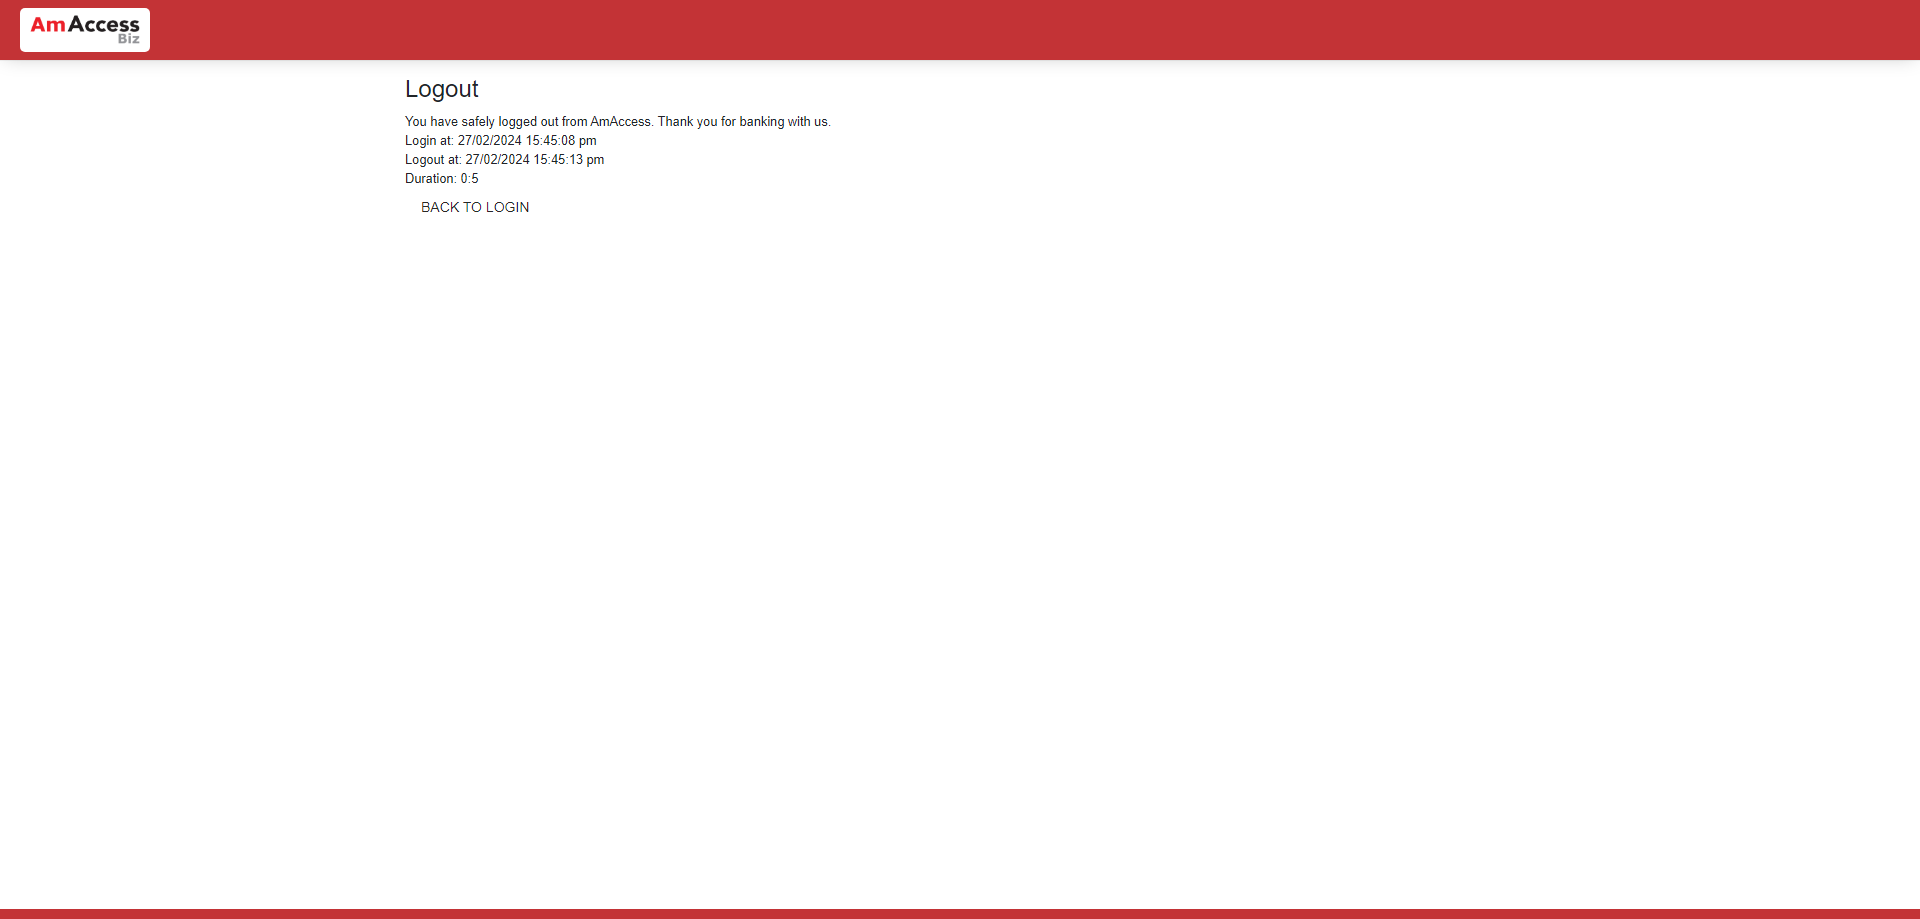 AmAccess
Biz
Logout
You have safely logged out from AmAccess. Thank you for banking with us.
Login at: 27/02/2024 15:45:08 pm
Logout at: 27/02/2024 15:45:13 pm
Duration: 0:5
BACK TO LOGIN